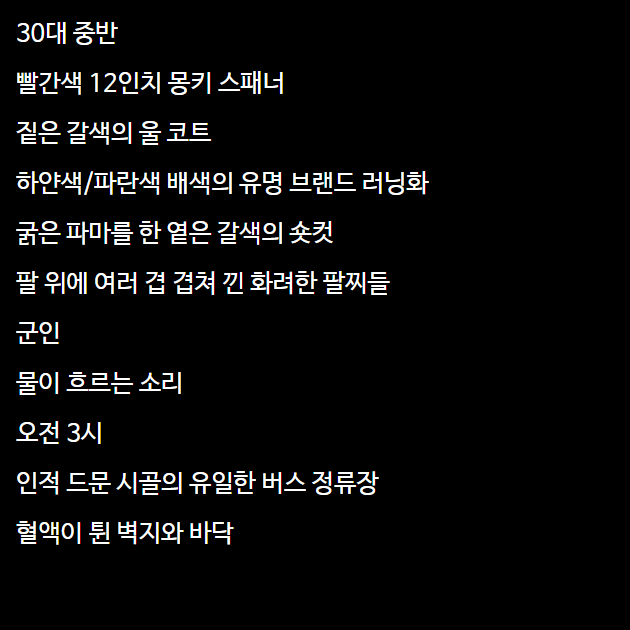 30대 중반
빨간색 12인치 몽키 스패너
짙은 갈색의 울 코트
하얀색/파란색 배색의 유명 브랜드 러닝화
굵은 파마를 한 옅은 갈색의 숏컷
팔 위에 여러 겹 겹쳐 낀 화려한 팔찌들
군인
물이 흐르는 소리
오전 3시
인적 드문 시골의 유일한 버스 정류장
혈액이 튄 벽지와 바닥